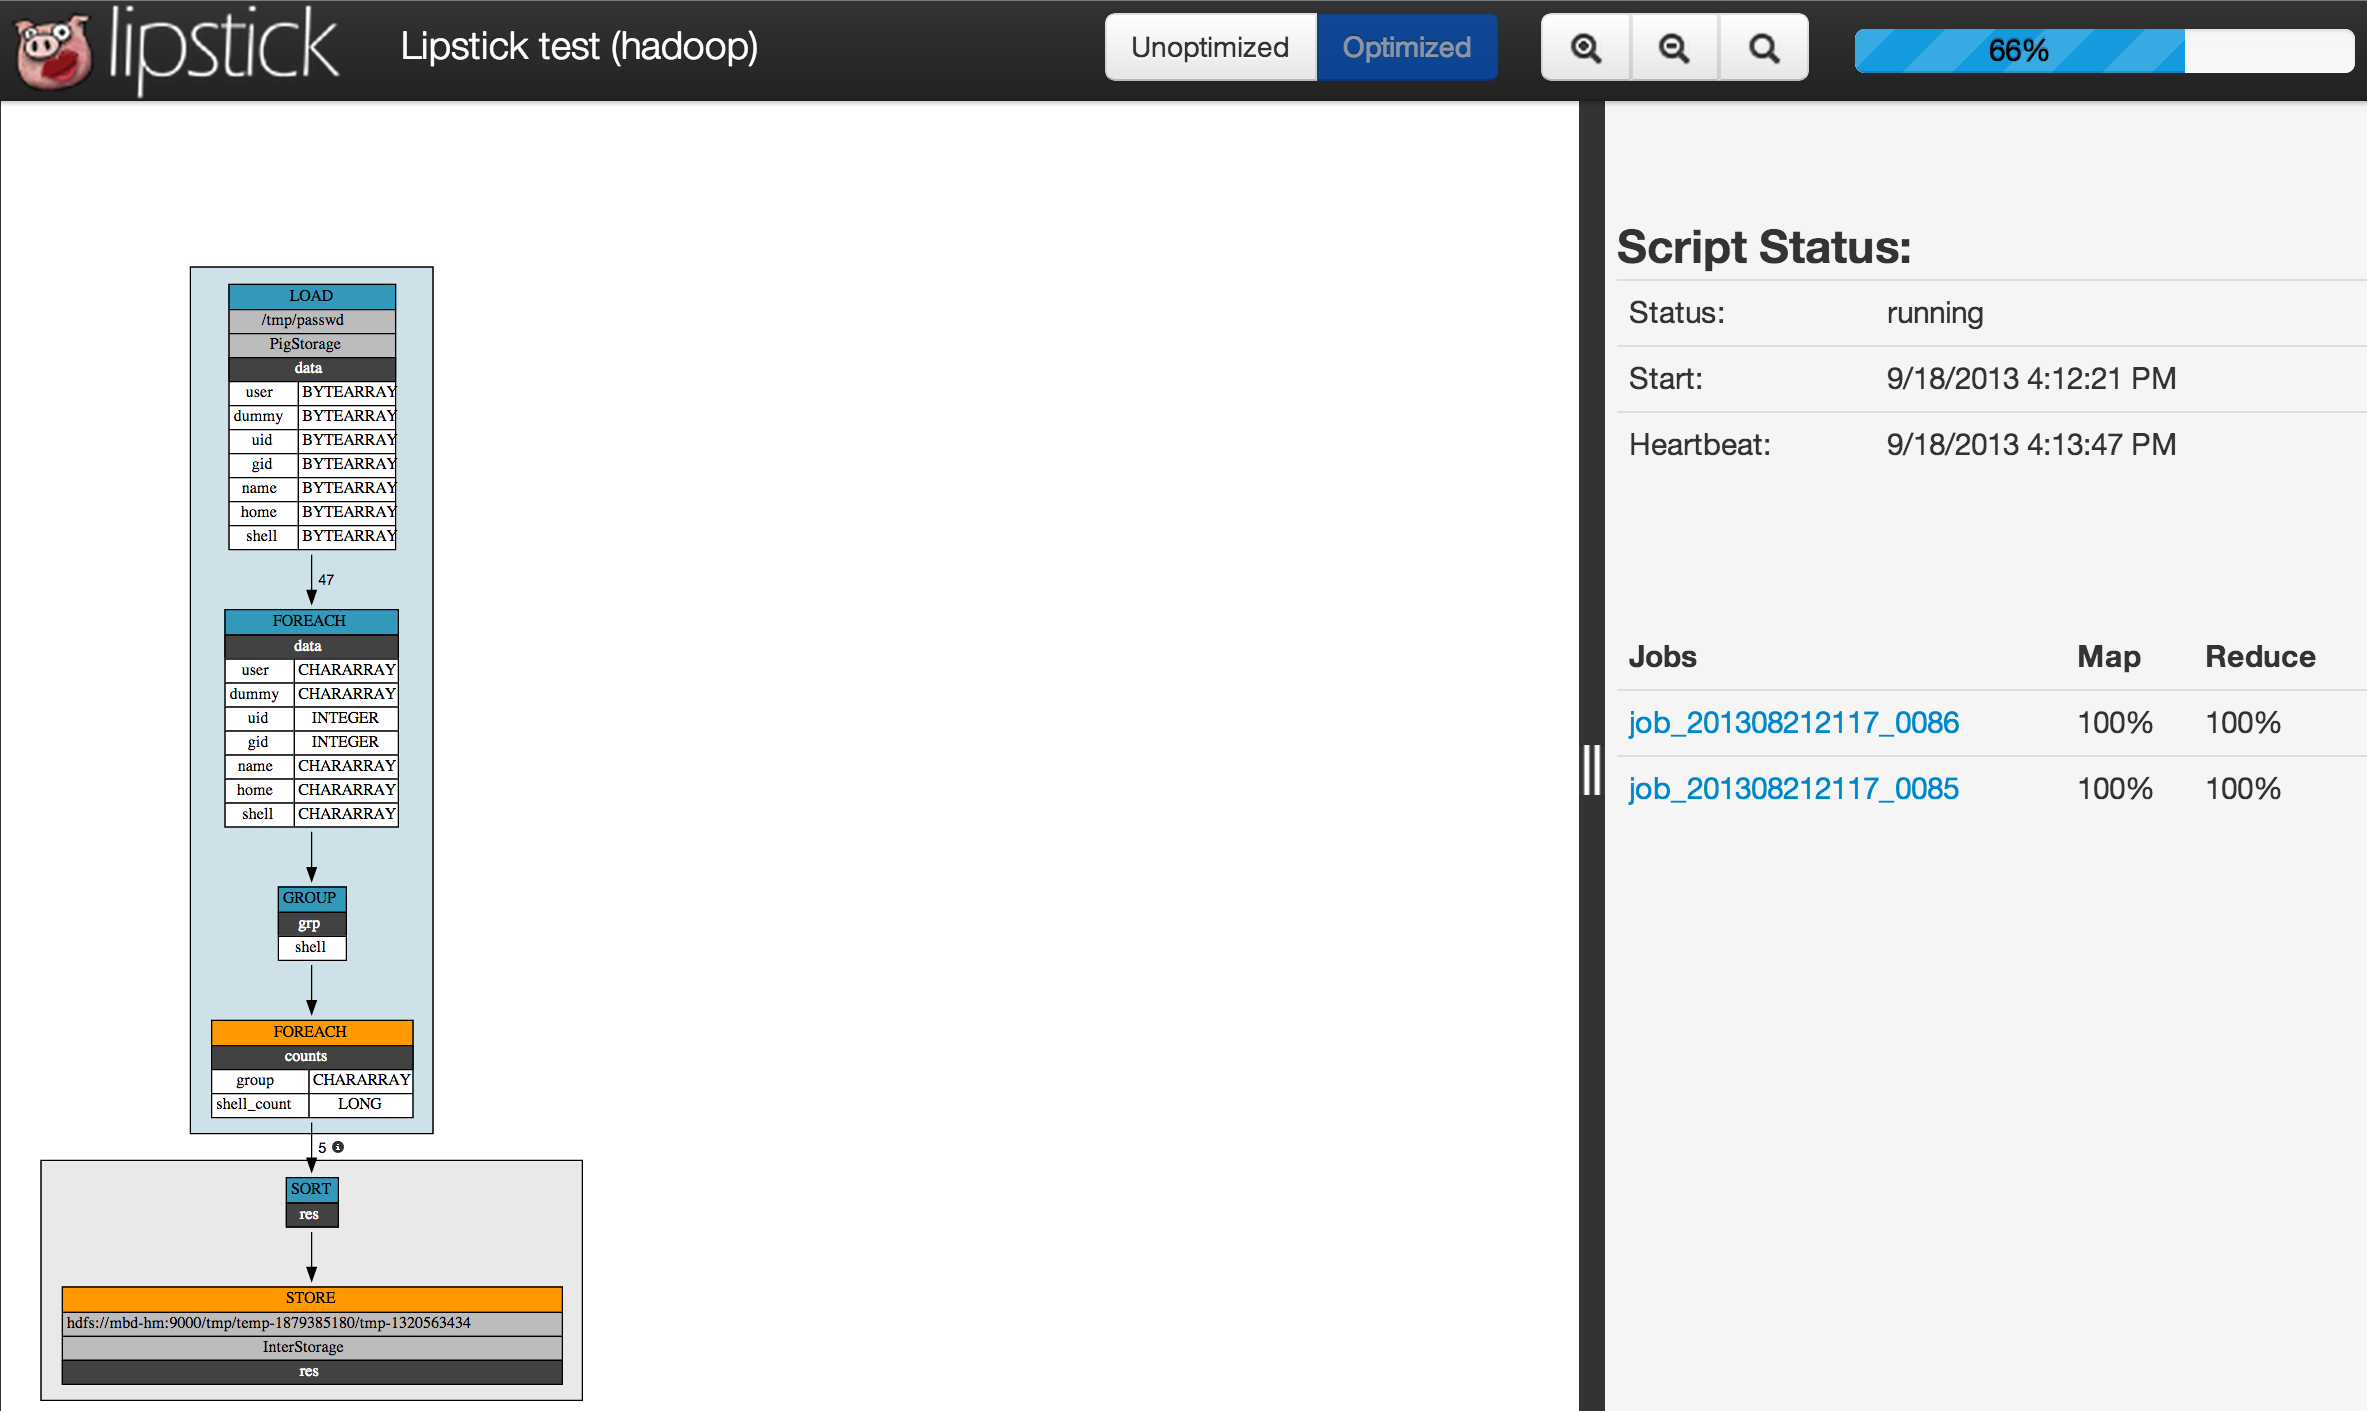 lipstick
Lipstick test (hadoop)
Unoptimized
Optimized
66%
LOAD
/tmp/passwd
PigStorage
data
user BYTEARRAY
dummy BYTEARRAY
uid BYTEARRAY
gid BYTEARRAY
name BYTEARRAY
home BYTEARRAY
shell BYTEARRAY
47
FOREACH
data
user CHARARRAY
dummy CHARARRAY
uid INTEGER
gid INTEGER
name CHARARRAY
home CHARARRAY
shell CHARARRAY
GROUP
grp
shell
FOREACH
counts
group CHARARRAY
shell_count LONG
5
SORT
res
STORE
hdfs://mbd-hm:9000/tmp/temp-1879385180/tmp-1320563434
InterStorage
res
Script Status:
Status: running
Start: 9/18/2013 4:12:21 PM
Heartbeat: 9/18/2013 4:13:47 PM
Jobs Map Reduce
job_201308212117_0086 100% 100%
job_201308212117_0085 100% 100%